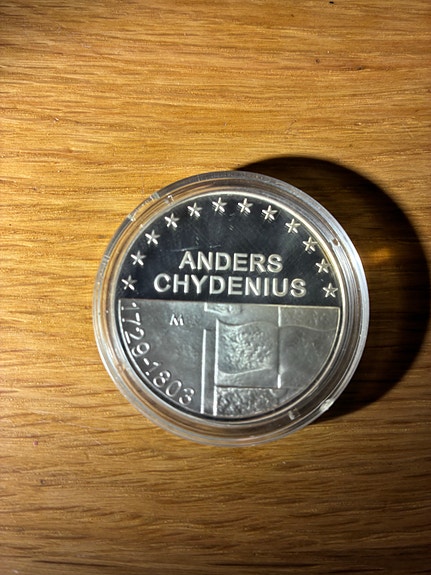 ANDERS
CHYDENIUS
M
1729-1803